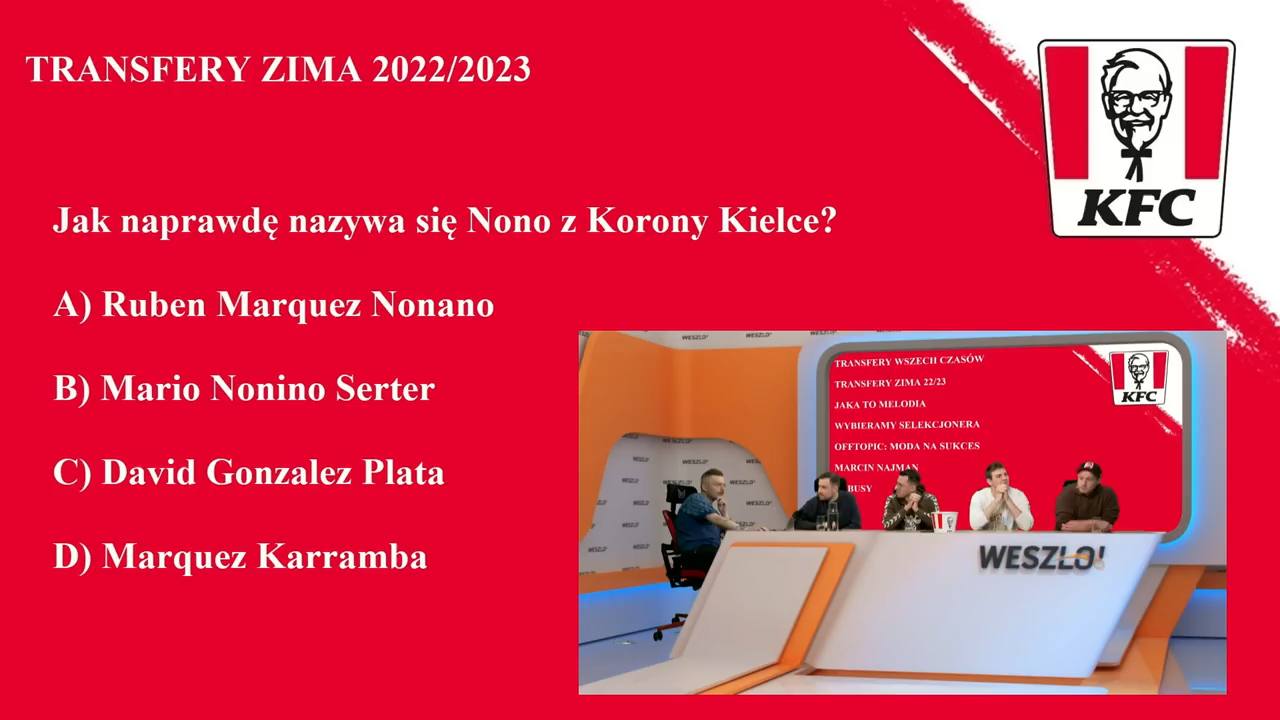 TRANSFERY ZIMA 2022/2023
KFC
Jak naprawdę nazywa się Nono z Korony Kielce?
A) Ruben Marquez Nonano
B) Mario Nonino Serter
C) David Gonzalez Plata
D) Marquez Karramba
WESZŁO!
TRANSFERY WSZECH CZASÓW
TRANSFERY ZIMA 22/23
JAKA TO MELODIA
WYBIERAMY SELEKCJONERA
OFFTOPIC: MODA NA SUKCES
MARCIN NAJMAN
KFC
WESZŁO!